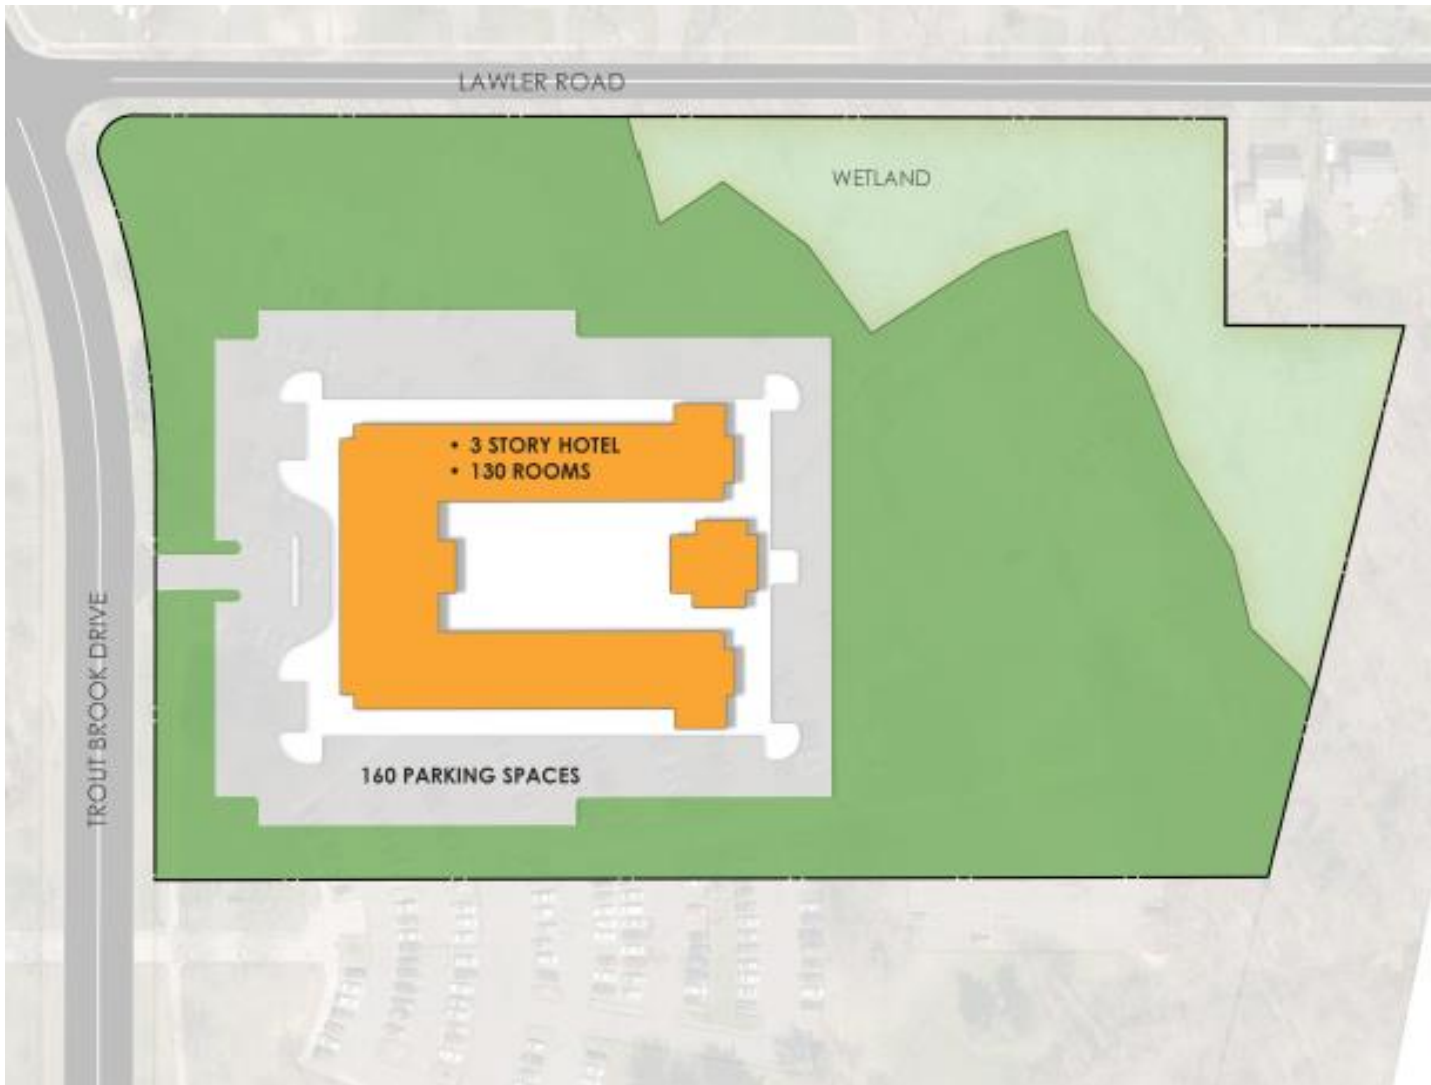 LAWLER ROAD
WETLAND
• 3 STORY HOTEL
• 130 ROOMS
TROUT BROOK DRIVE
160 PARKING SPACES